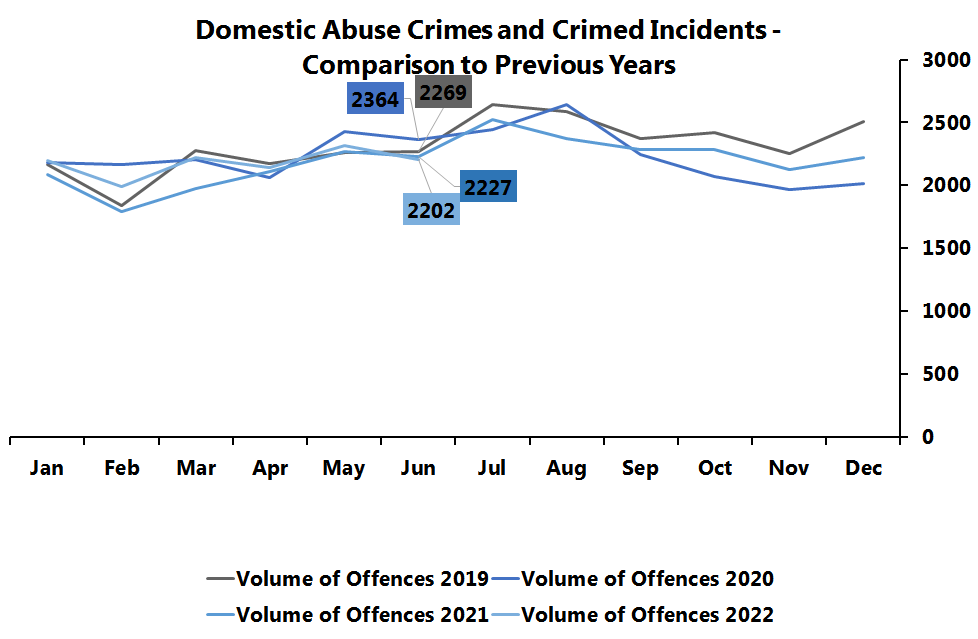 Domestic Abuse Crimes and Crimed Incidents -
Comparison to Previous Years
3000
2364
2269
2500
2227
2000
2202
1500
1000
500
0
Jan Feb Mar Apr May Jun Jul Aug Sep Oct Nov Dec
Volume of Offences 2019 Volume of Offences 2020
Volume of Offences 2021 Volume of Offences 2022